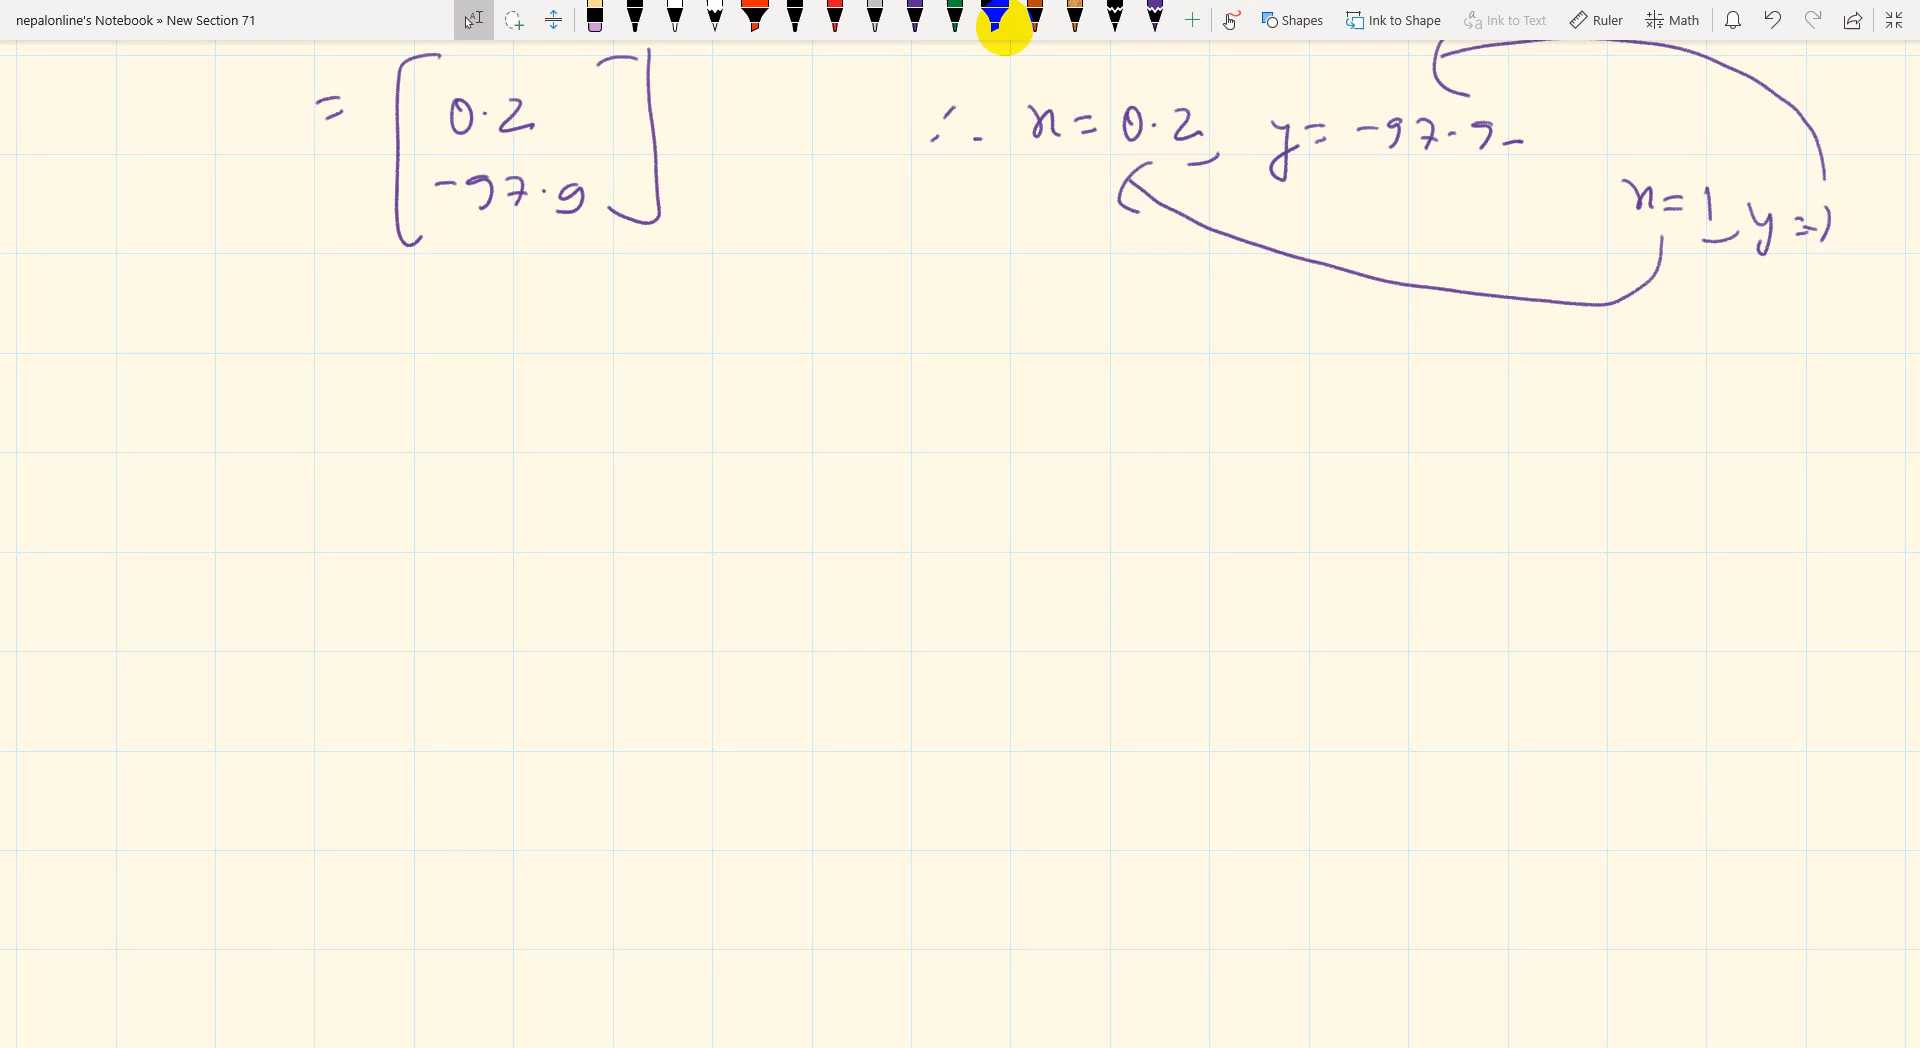 nepalonline's Notebook » New Section 71
Shapes Ink to Shape Ink to Text Ruler Math
= [ 0.2
-97.9 ]
∴ x = 0.2, y = -97.9
x = 1, y = 1